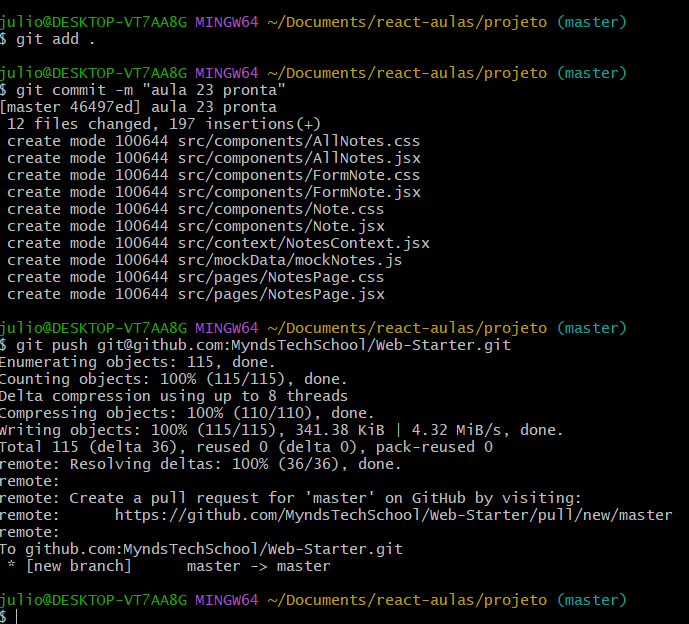 julio@DESKTOP-VT7AA8G MINGW64 ~/Documents/react-aulas/projeto (master)
$ git add .
julio@DESKTOP-VT7AA8G MINGW64 ~/Documents/react-aulas/projeto (master)
$ git commit -m "aula 23 pronta"
[master 46497ed] aula 23 pronta
 12 files changed, 197 insertions(+)
 create mode 100644 src/components/AllNotes.css
 create mode 100644 src/components/AllNotes.jsx
 create mode 100644 src/components/FormNote.css
 create mode 100644 src/components/FormNote.jsx
 create mode 100644 src/components/Note.css
 create mode 100644 src/components/Note.jsx
 create mode 100644 src/context/NotesContext.jsx
 create mode 100644 src/mockData/mockNotes.js
 create mode 100644 src/pages/NotesPage.css
 create mode 100644 src/pages/NotesPage.jsx
julio@DESKTOP-VT7AA8G MINGW64 ~/Documents/react-aulas/projeto (master)
$ git push git@github.com:MyndsTechSchool/Web-Starter.git
Enumerating objects: 115, done.
Counting objects: 100% (115/115), done.
Delta compression using up to 8 threads
Compressing objects: 100% (110/110), done.
Writing objects: 100% (115/115), 341.38 KiB | 4.32 MiB/s, done.
Total 115 (delta 36), reused 0 (delta 0), pack-reused 0
remote: Resolving deltas: 100% (36/36), done.
remote:
remote: Create a pull request for 'master' on GitHub by visiting:
remote:      https://github.com/MyndsTechSchool/Web-Starter/pull/new/master
remote:
To github.com:MyndsTechSchool/Web-Starter.git
 * [new branch]      master -> master
julio@DESKTOP-VT7AA8G MINGW64 ~/Documents/react-aulas/projeto (master)
$